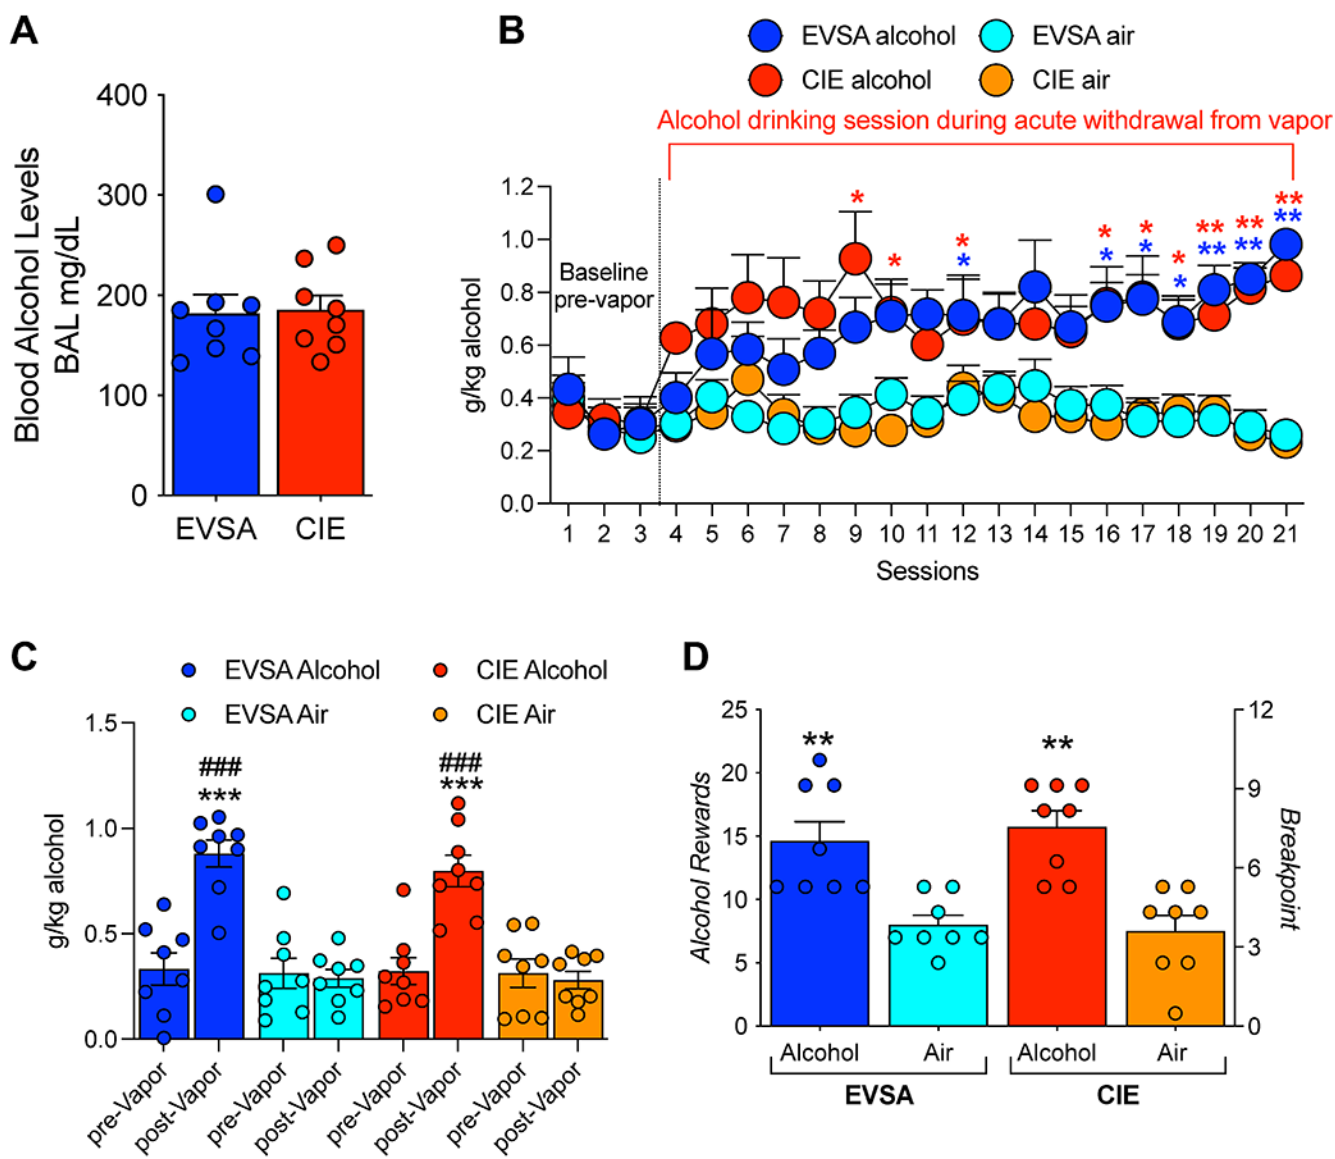 A
Blood Alcohol Levels
BAL mg/dL
400
300
200
100
0
EVSA
CIE
B
EVSA alcohol
EVSA air
CIE alcohol
CIE air
Alcohol drinking session during acute withdrawal from vapor
g/kg alcohol
1.2
1.0
0.8
0.6
0.4
0.2
0.0
Baseline
pre-vapor
*
*
*
*
*
*
*
*
*
*
**
**
**
**
**
**
1 2 3 4 5 6 7 8 9 10 11 12 13 14 15 16 17 18 19 20 21
Sessions
C
EVSA Alcohol
CIE Alcohol
EVSA Air
CIE Air
g/kg alcohol
1.5
1.0
0.5
0.0
###
***
###
***
pre-Vapor
post-Vapor
pre-Vapor
post-Vapor
pre-Vapor
post-Vapor
pre-Vapor
post-Vapor
D
Alcohol Rewards
25
20
15
10
5
0
**
**
12
9
6
3
0
Breakpoint
Alcohol Air Alcohol Air
EVSA CIE